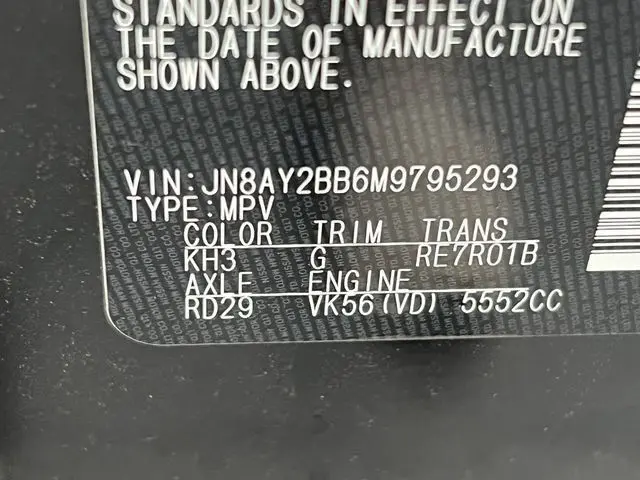 STANDARDS IN EFFECT ON
THE DATE OF MANUFACTURE
SHOWN ABOVE.
VIN:JN8AY2BB6M9795293
TYPE:MPV
COLOR TRIM TRANS
KH3 G RE7R01B
AXLE ENGINE
RD29 VK56(VD) 5552CC